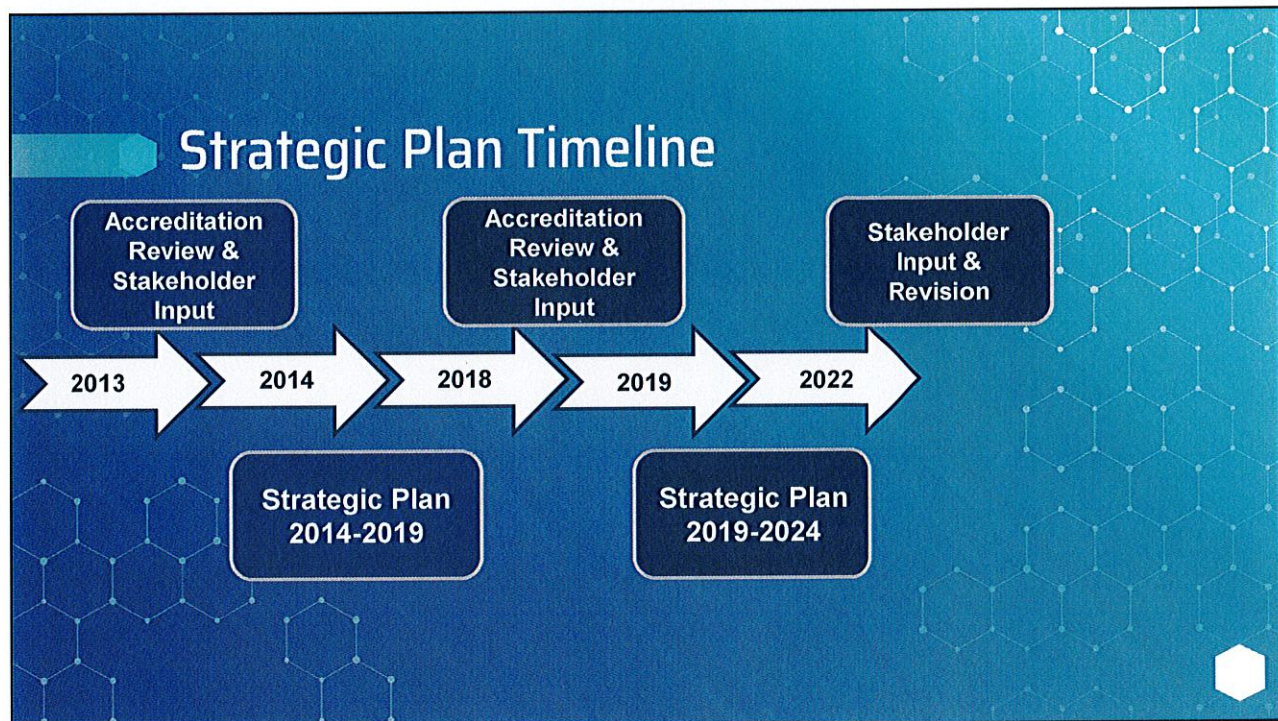 Strategic Plan Timeline
Accreditation
Review &
Stakeholder
Input
Accreditation
Review &
Stakeholder
Input
Stakeholder
Input &
Revision
2013
2014
2018
2019
2022
Strategic Plan
2014-2019
Strategic Plan
2019-2024